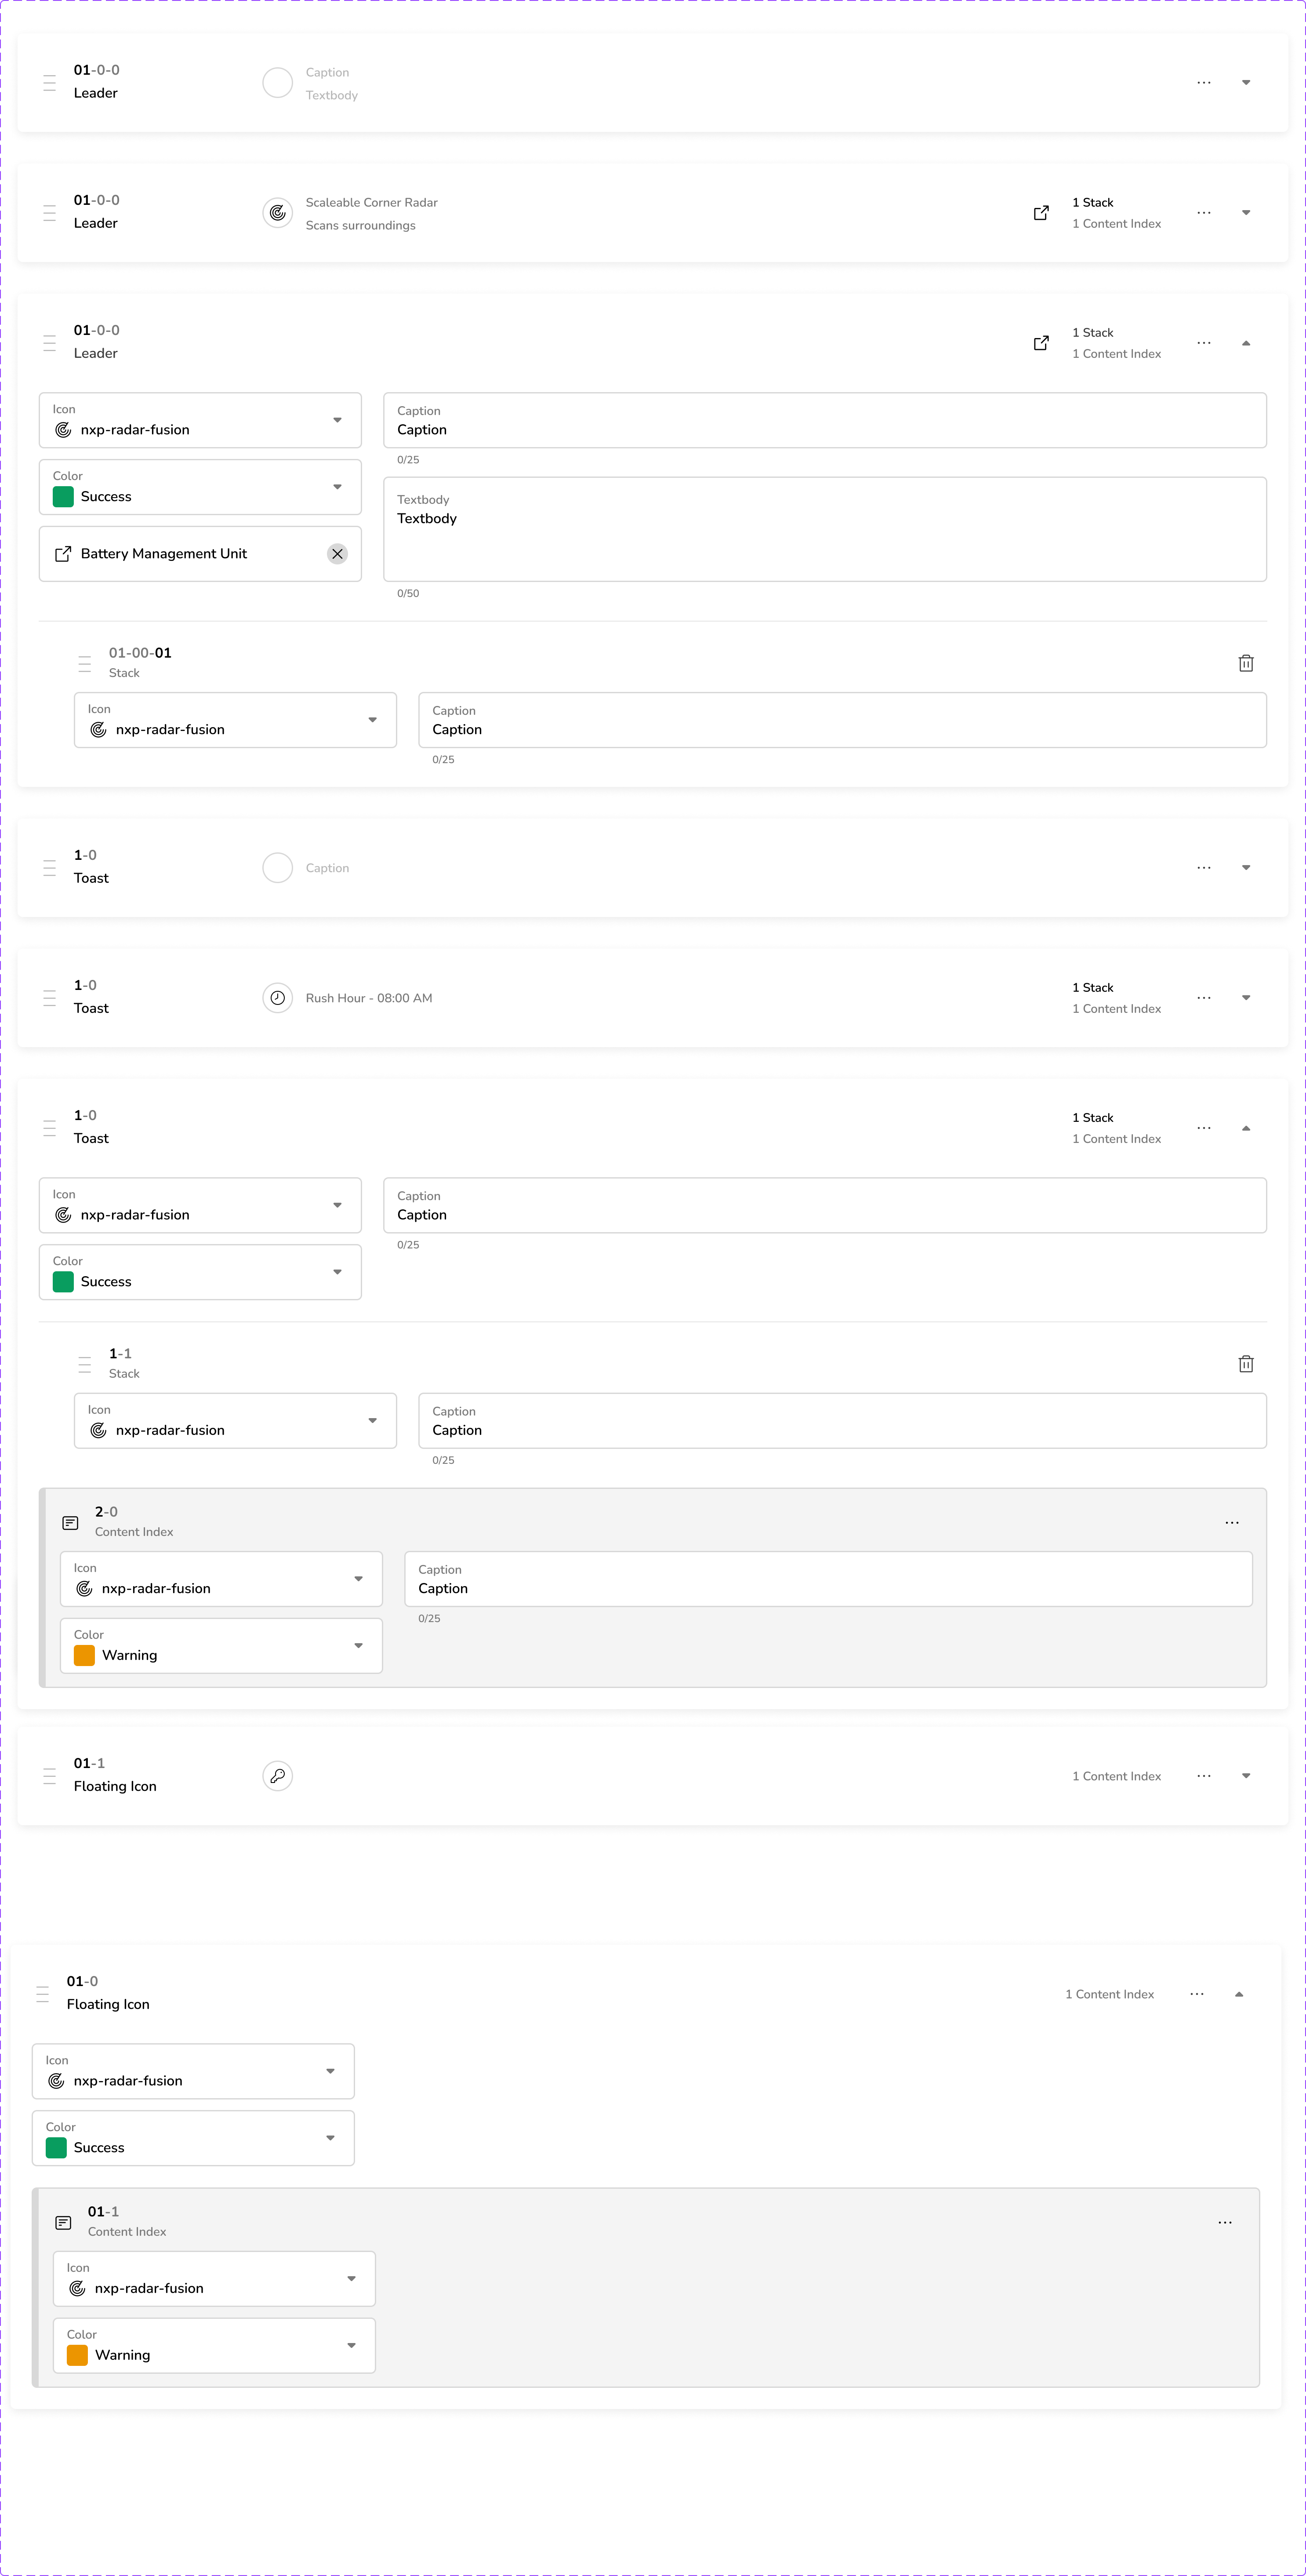 01-0-0
Leader
Caption
Textbody
01-0-0
Leader
Scaleable Corner Radar
Scans surroundings
1 Stack
1 Content Index
01-0-0
Leader
1 Stack
1 Content Index
Icon
nxp-radar-fusion
Caption
Caption
0/25
Color
Success
Textbody
Textbody
Battery Management Unit
0/50
01-00-01
Stack
Icon
nxp-radar-fusion
Caption
Caption
0/25
1-0
Toast
Caption
1-0
Toast
Rush Hour - 08:00 AM
1 Stack
1 Content Index
1-0
Toast
1 Stack
1 Content Index
Icon
nxp-radar-fusion
Caption
Caption
0/25
Color
Success
1-1
Stack
Icon
nxp-radar-fusion
Caption
Caption
0/25
2-0
Content Index
Icon
nxp-radar-fusion
Caption
Caption
0/25
Color
Warning
01-1
Floating Icon
1 Content Index
01-0
Floating Icon
1 Content Index
Icon
nxp-radar-fusion
Color
Success
01-1
Content Index
Icon
nxp-radar-fusion
Color
Warning